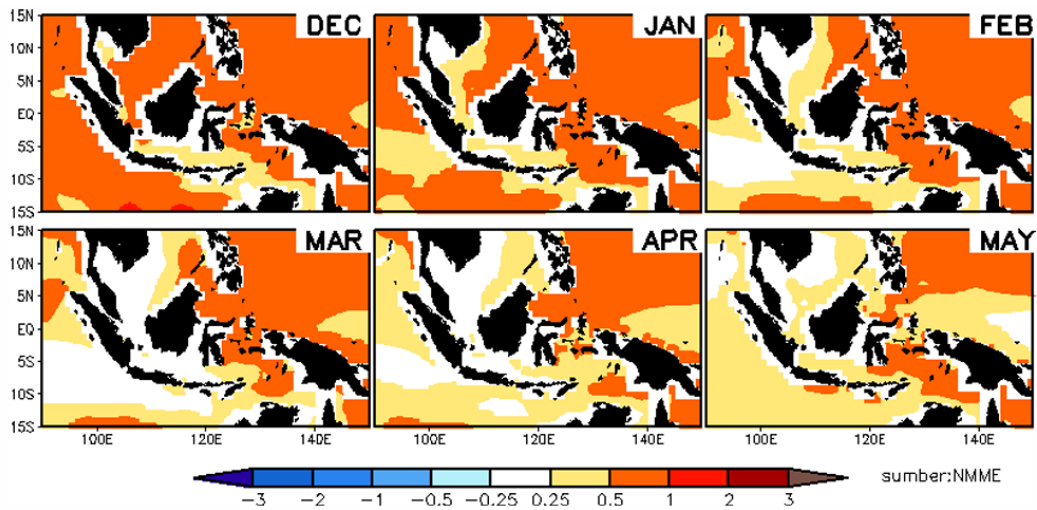 15N
10N
5N
EQ
5S
10S
15S
DEC
JAN
FEB
15N
10N
5N
EQ
5S
10S
15S
MAR
APR
MAY
100E 120E 140E
100E 120E 140E
100E 120E 140E
-3 -2 -1 -0.5 -0.25 0.25 0.5 1 2 3
sumber:NMME